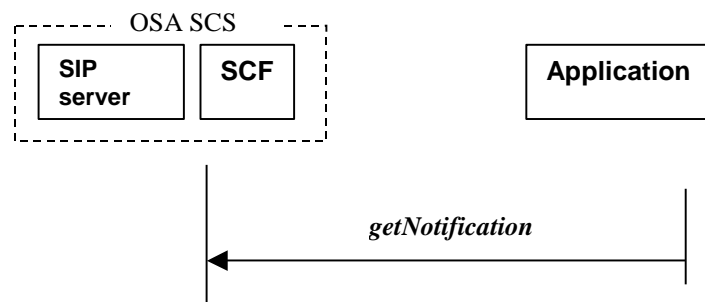 OSA SCS
SIP
server
SCF
Application
getNotification